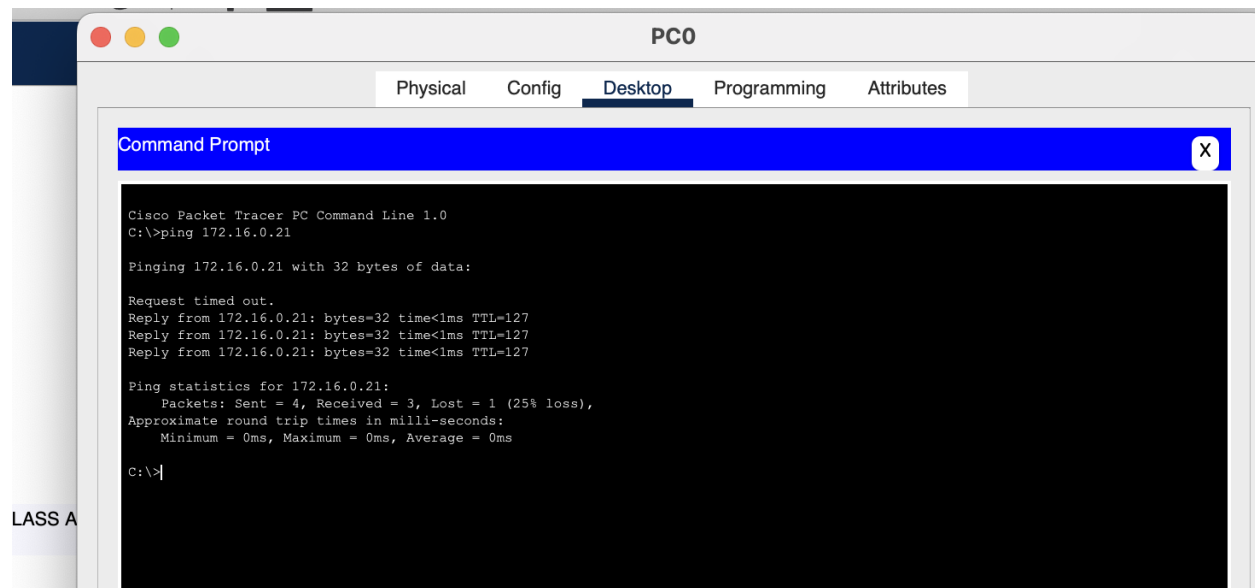 PC0
Physical Config Desktop Programming Attributes
Command Prompt
X
Cisco Packet Tracer PC Command Line 1.0
C:\>ping 172.16.0.21
Pinging 172.16.0.21 with 32 bytes of data:
Request timed out.
Reply from 172.16.0.21: bytes=32 time<1ms TTL=127
Reply from 172.16.0.21: bytes=32 time<1ms TTL=127
Reply from 172.16.0.21: bytes=32 time<1ms TTL=127
Ping statistics for 172.16.0.21:
Packets: Sent = 4, Received = 3, Lost = 1 (25% loss),
Approximate round trip times in milli-seconds:
Minimum = 0ms, Maximum = 0ms, Average = 0ms
C:\>
LASS A